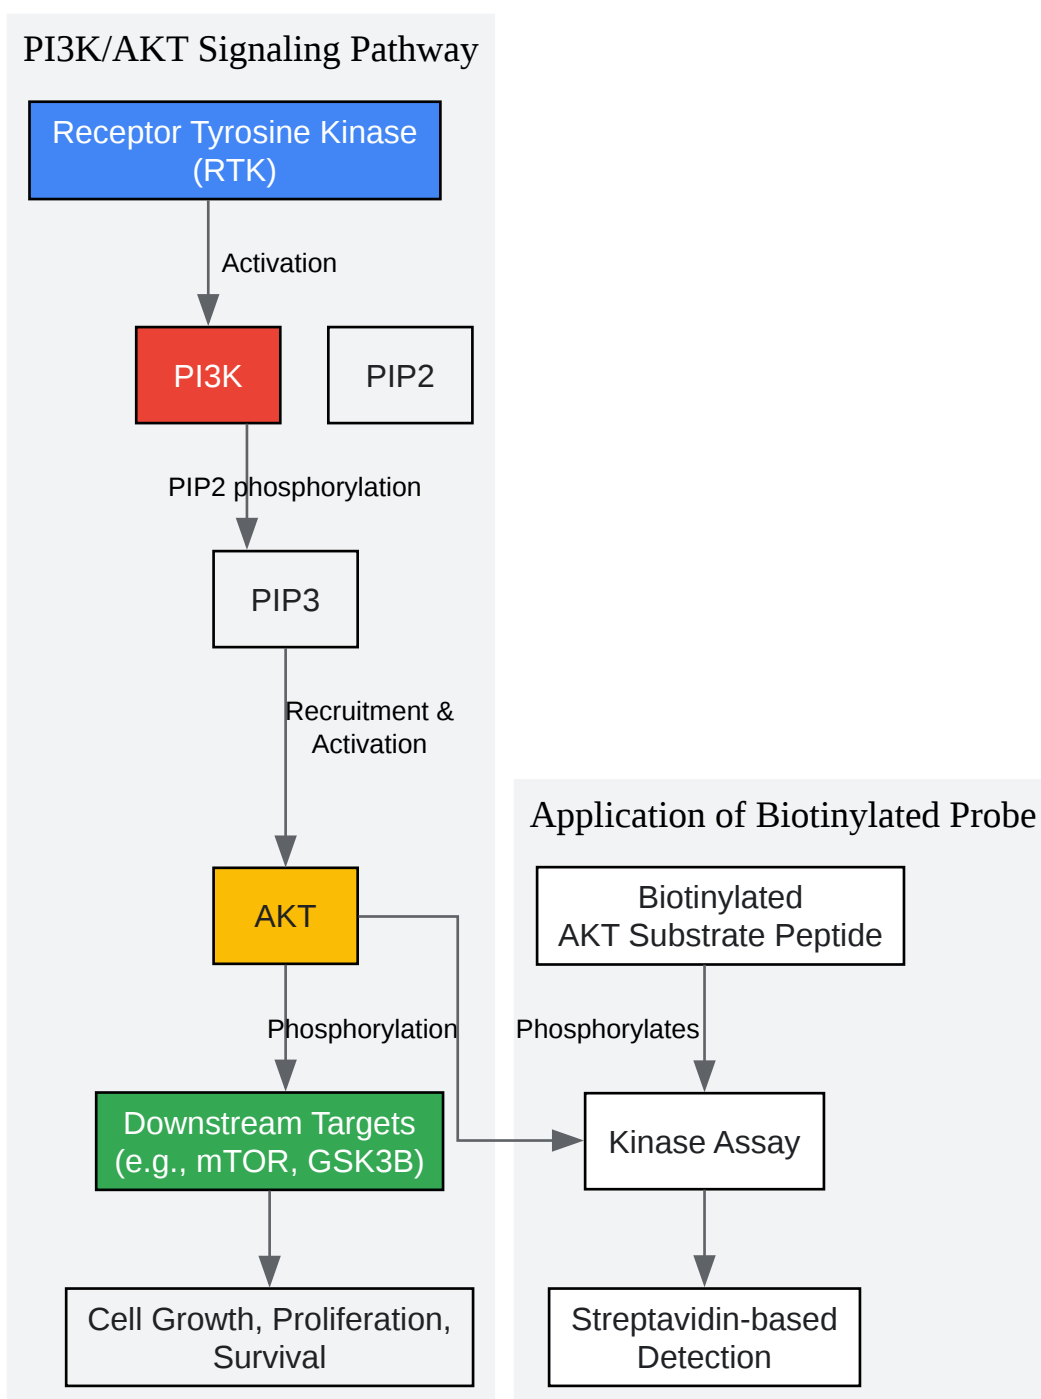 PI3K/AKT Signaling Pathway
Receptor Tyrosine Kinase
(RTK)
Activation
PI3K
PIP2
PIP2 phosphorylation
PIP3
Recruitment &
Activation
AKT
Phosphorylation
Downstream Targets
(e.g., mTOR, GSK3B)
Cell Growth, Proliferation,
Survival
Application of Biotinylated Probe
Biotinylated
AKT Substrate Peptide
Phosphorylates
Kinase Assay
Streptavidin-based
Detection